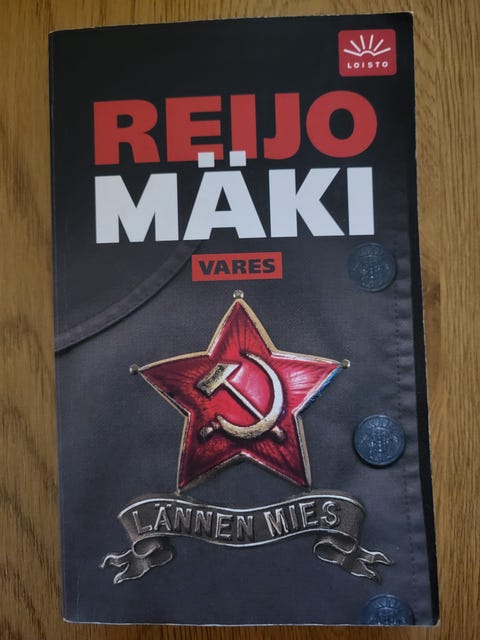 LOISTO
REIJO
MÄKI
VARES
LÄNNEN MIES